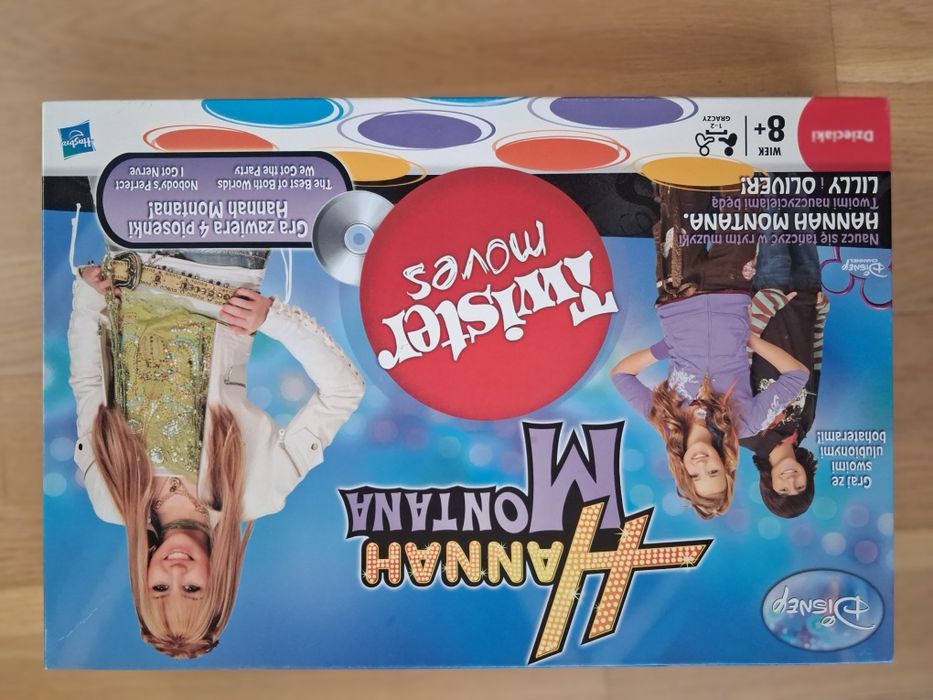 DISNEY
HANNAH
MONTANA
Graj ze
swoimi
ulubionymi
bohaterami!
Twister
moves
DISNEY
CHANNEL
Naucz się tańczyć w rytm muzyki
HANNAH MONTANA.
Twoimi nauczycielami będą
LILLY i OLIVER!
Gra zawiera 4 piosenki
Hannah Montana!
The Best Both Worlds
We Got the Party
Nobody's Perfect
I Got Nerve
Dzieciaki
WIEK
8+
1-2
GRACZY
Hasbro